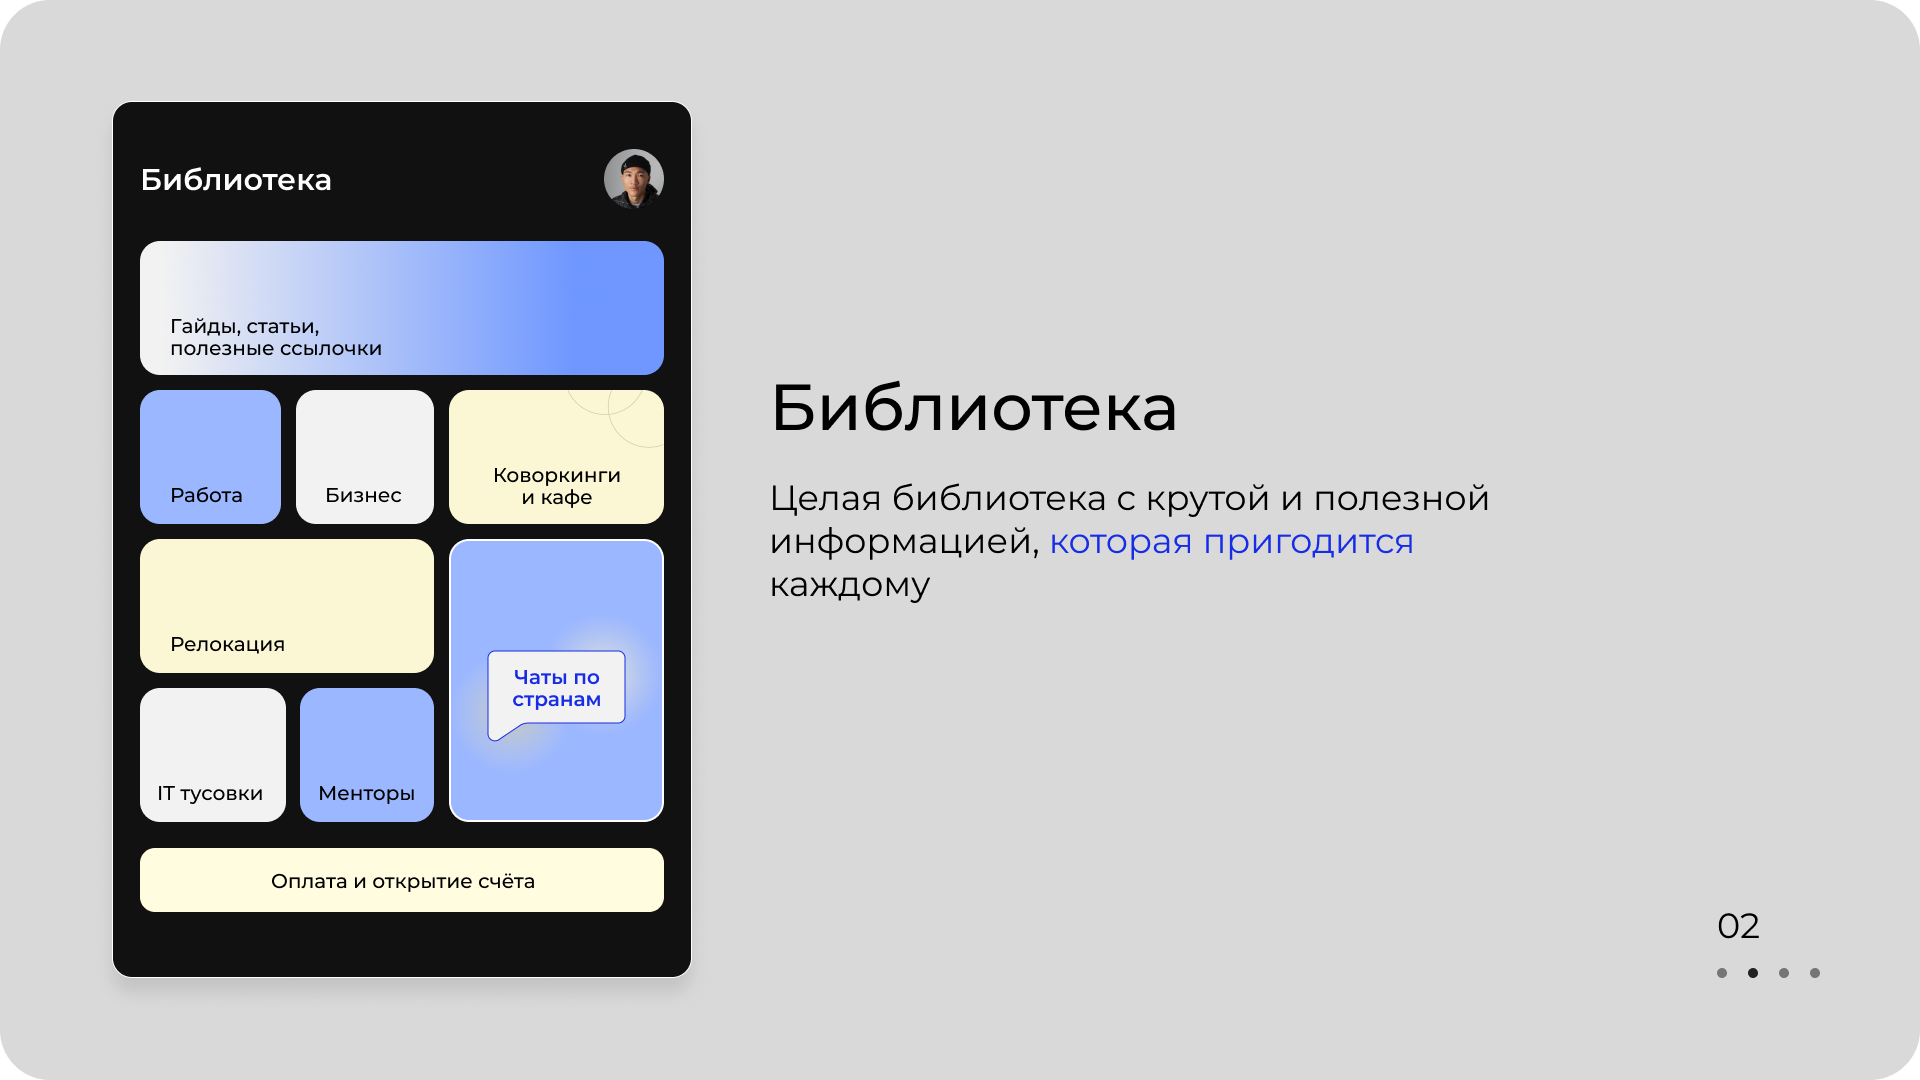 Библиотека
Гайды, статьи,
полезные ссылочки
Работа
Бизнес
Коворкинги
и кафе
Релокация
Чаты по
странам
IT тусовки
Менторы
Оплата и открытие счёта
Библиотека
Целая библиотека с крутой и полезной
информацией, которая пригодится
каждому
02